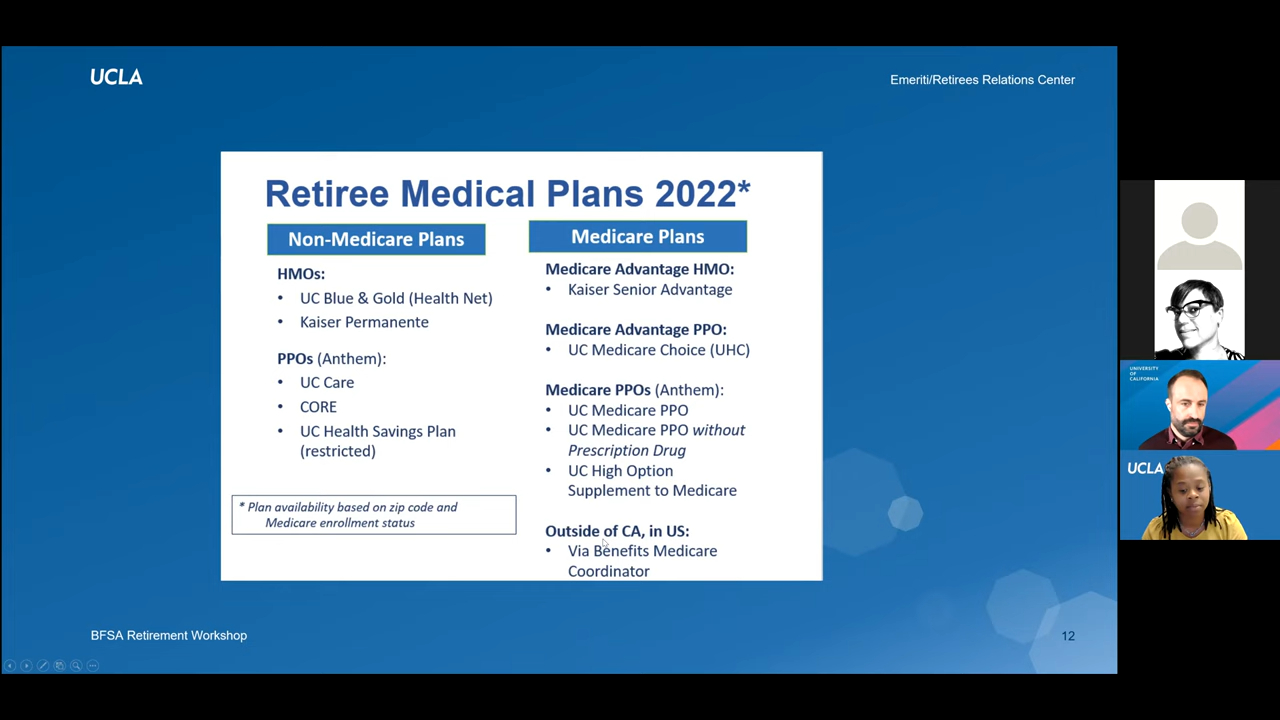 UCLA
Emeriti/Retirees Relations Center
Retiree Medical Plans 2022*
Non-Medicare Plans
HMOs:
• UC Blue & Gold (Health Net)
• Kaiser Permanente
PPOs (Anthem):
• UC Care
• CORE
• UC Health Savings Plan
(restricted)
* Plan availability based on zip code and
Medicare enrollment status
Medicare Plans
Medicare Advantage HMO:
• Kaiser Senior Advantage
Medicare Advantage PPO:
• UC Medicare Choice (UHC)
Medicare PPOs (Anthem):
• UC Medicare PPO
• UC Medicare PPO without
Prescription Drug
• UC High Option
Supplement to Medicare
Outside of CA, in US:
• Via Benefits Medicare
Coordinator
BFSA Retirement Workshop
12
UNIVERSITY
OF
CALIFORNIA
UCLA